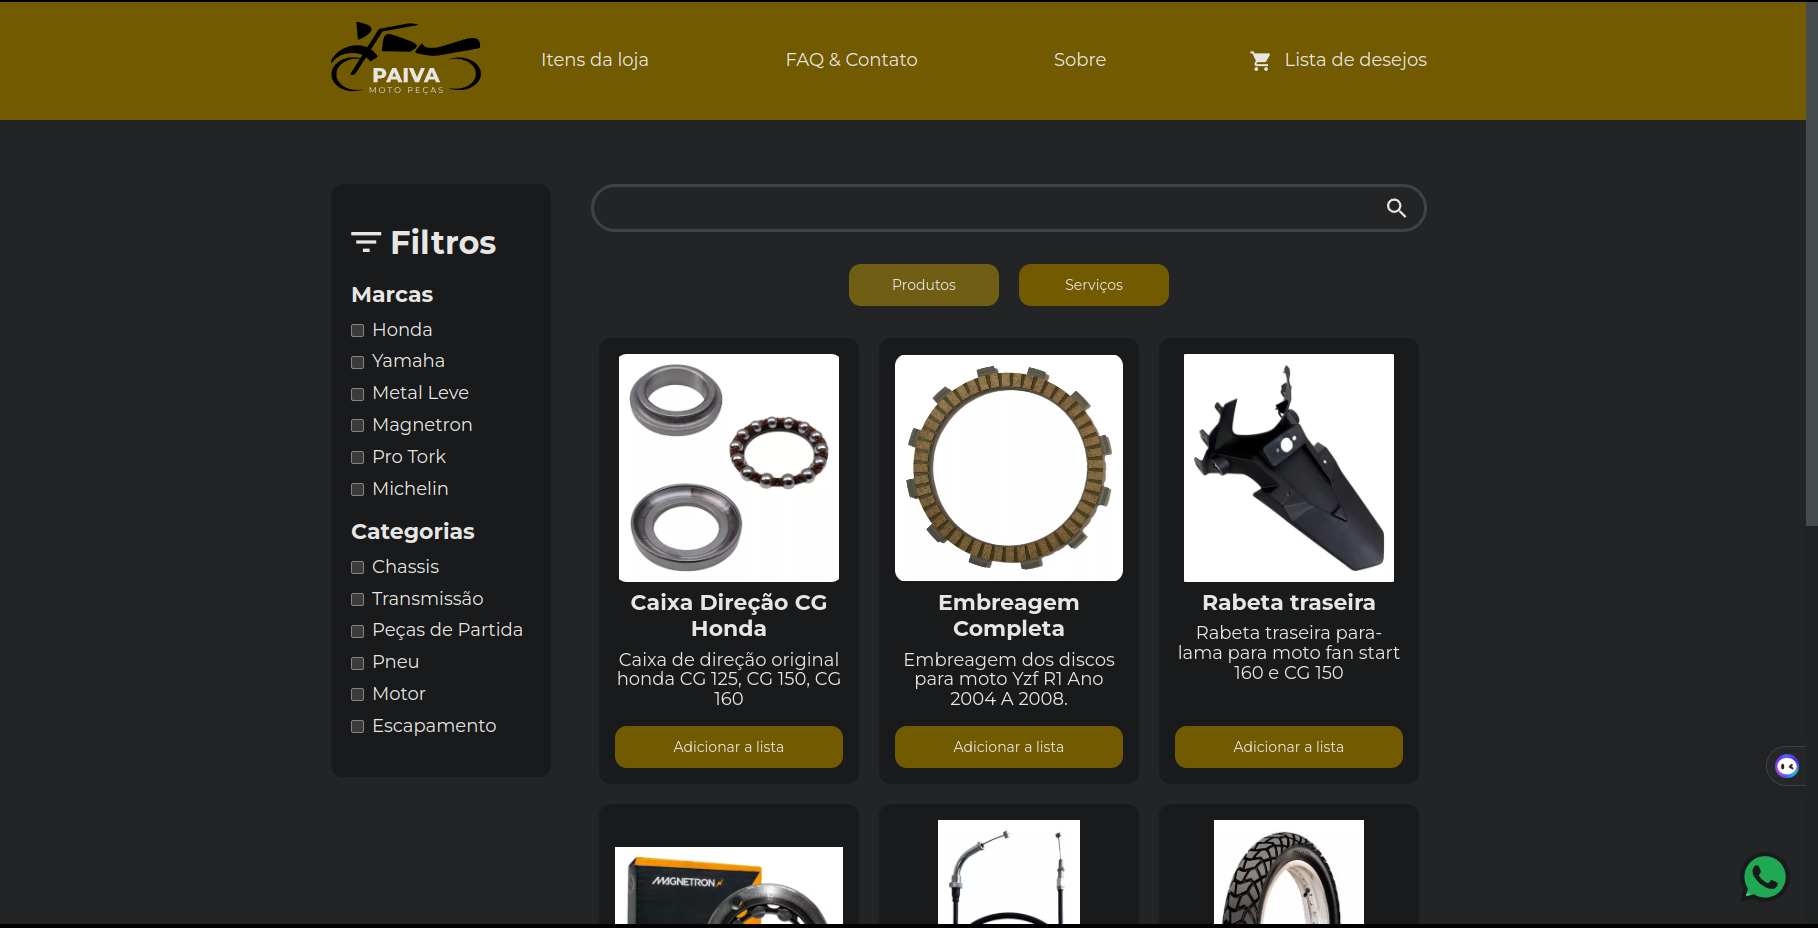 PAIVA
MOTO PEÇAS
Itens da loja
FAQ & Contato
Sobre
Lista de desejos
Filtros
Marcas
Honda
Yamaha
Metal Leve
Magnetron
Pro Tork
Michelin
Categorias
Chassis
Transmissão
Peças de Partida
Pneu
Motor
Escapamento
Produtos
Serviços
Caixa Direção CG
Honda
Caixa de direção original
honda CG 125, CG 150, CG
160
Adicionar a lista
Embreagem
Completa
Embreagem dos discos
para moto Yzf R1 Ano
2004 A 2008.
Adicionar a lista
Rabeta traseira
Rabeta traseira para-
lama para moto fan start
160 e CG 150
Adicionar a lista
MAGNETRON